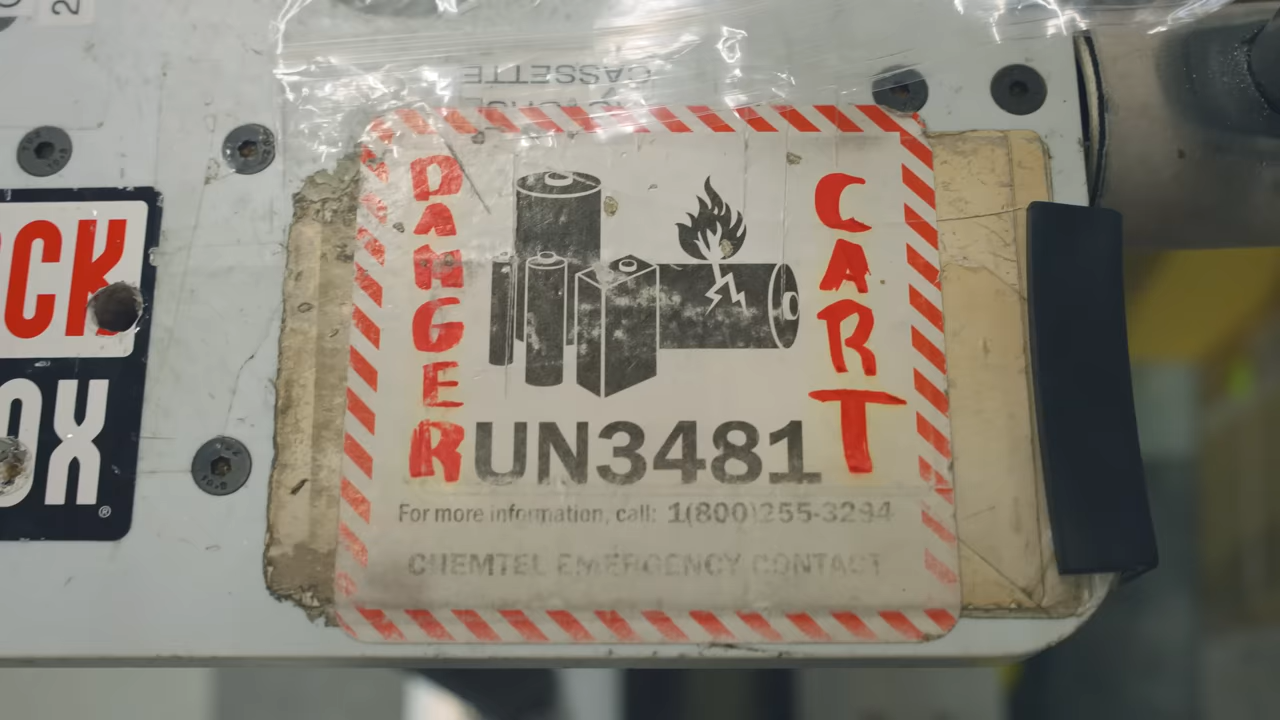 CASSETTE
CK
OX
®
DANGER
CART
UN3481
For more information, call: 1(800)255-3294
CHEMTEL EMERGENCY CONTACT